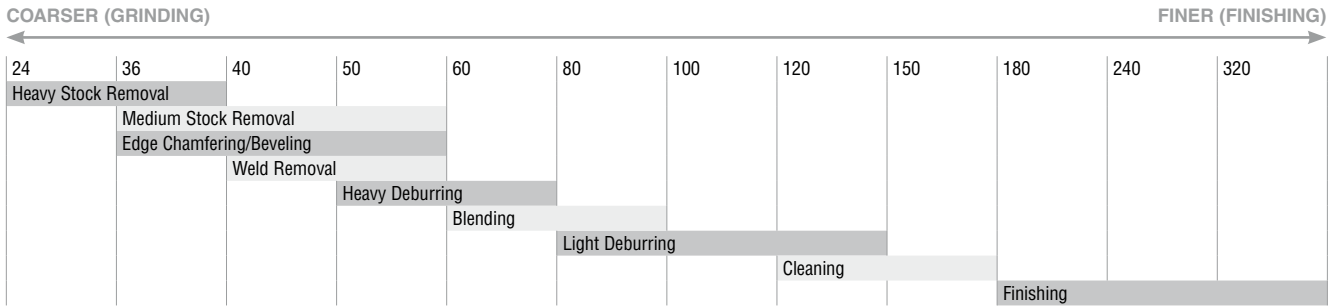 COARSER (GRINDING) FINER (FINISHING)
24 36 40 50 60 80 100 120 150 180 240 320
Heavy Stock Removal
Medium Stock Removal
Edge Chamfering/Beveling
Weld Removal
Heavy Deburring
Blending
Light Deburring
Cleaning
Finishing